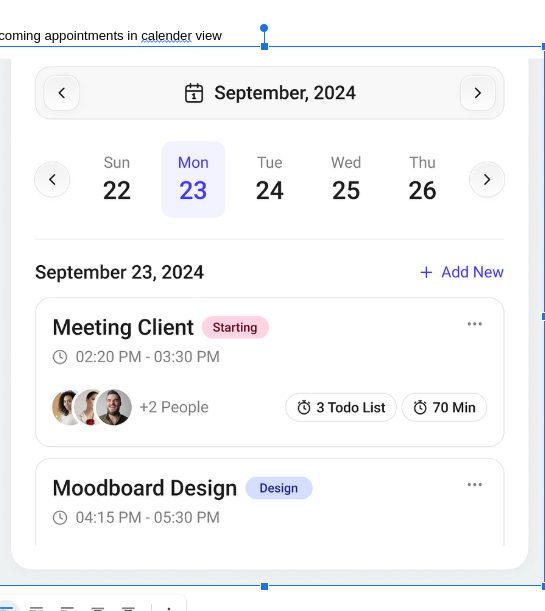 coming appointments in calender view
September, 2024
Sun Mon Tue Wed Thu
22 23 24 25 26
September 23, 2024 + Add New
Meeting Client Starting
02:20 PM - 03:30 PM
+2 People 3 Todo List 70 Min
Moodboard Design Design
04:15 PM - 05:30 PM